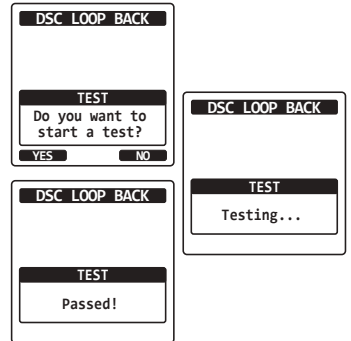 DSC LOOP BACK
TEST
Do you want to
start a test?
YES NO
DSC LOOP BACK
TEST
Testing...
DSC LOOP BACK
TEST
Passed!